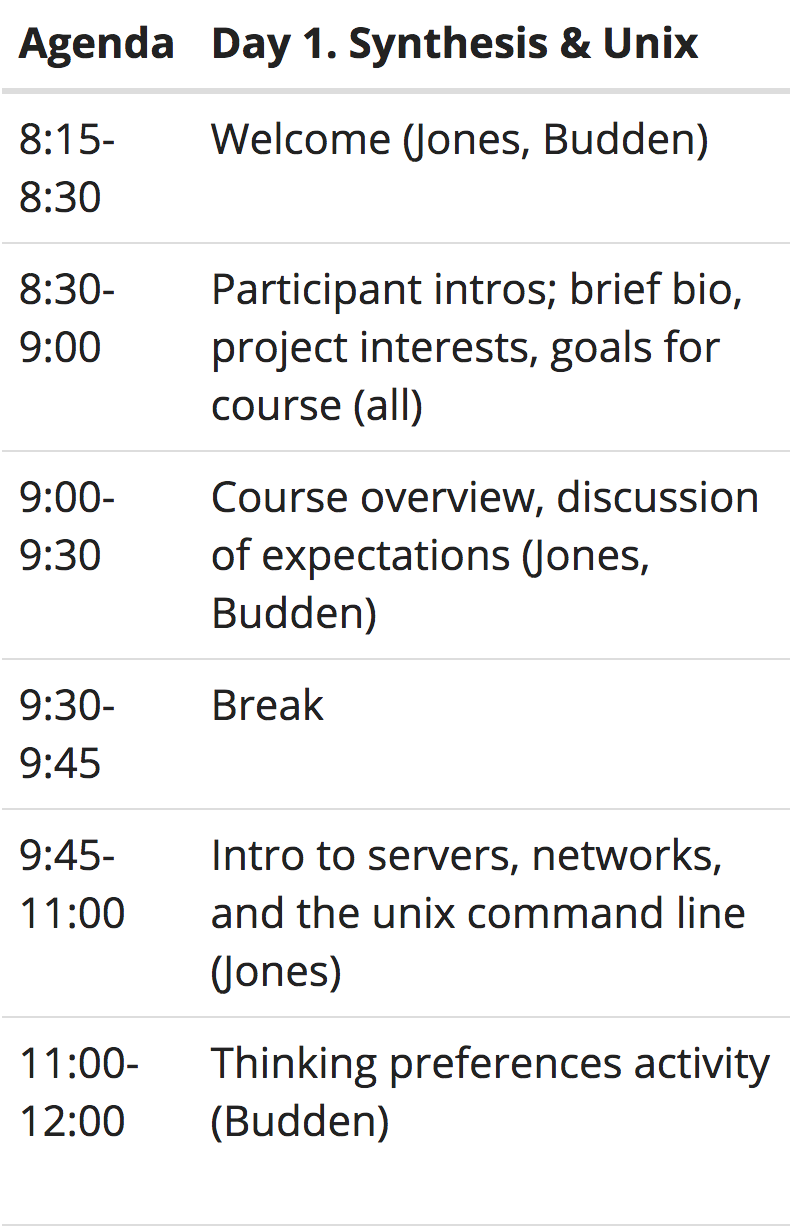 Agenda Day 1. Synthesis & Unix
8:15- Welcome (Jones, Budden)
8:30
8:30- Participant intros; brief bio,
9:00 project interests, goals for
course (all)
9:00- Course overview, discussion
9:30 of expectations (Jones,
Budden)
9:30- Break
9:45
9:45- Intro to servers, networks,
11:00 and the unix command line
(Jones)
11:00- Thinking preferences activity
12:00 (Budden)